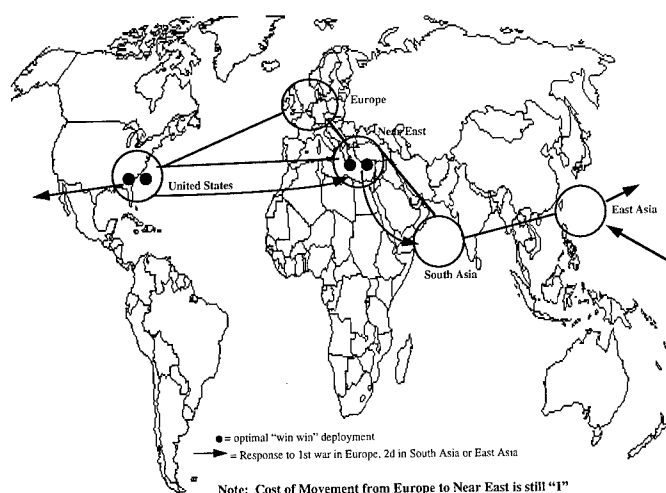 Europe
Near East
United States
East Asia
South Asia
● = optimal "win win" deployment
→ = Response to 1st war in Europe, 2d in South Asia or East Asia
Note: Cost of Movement from Europe to Near East is still "1"